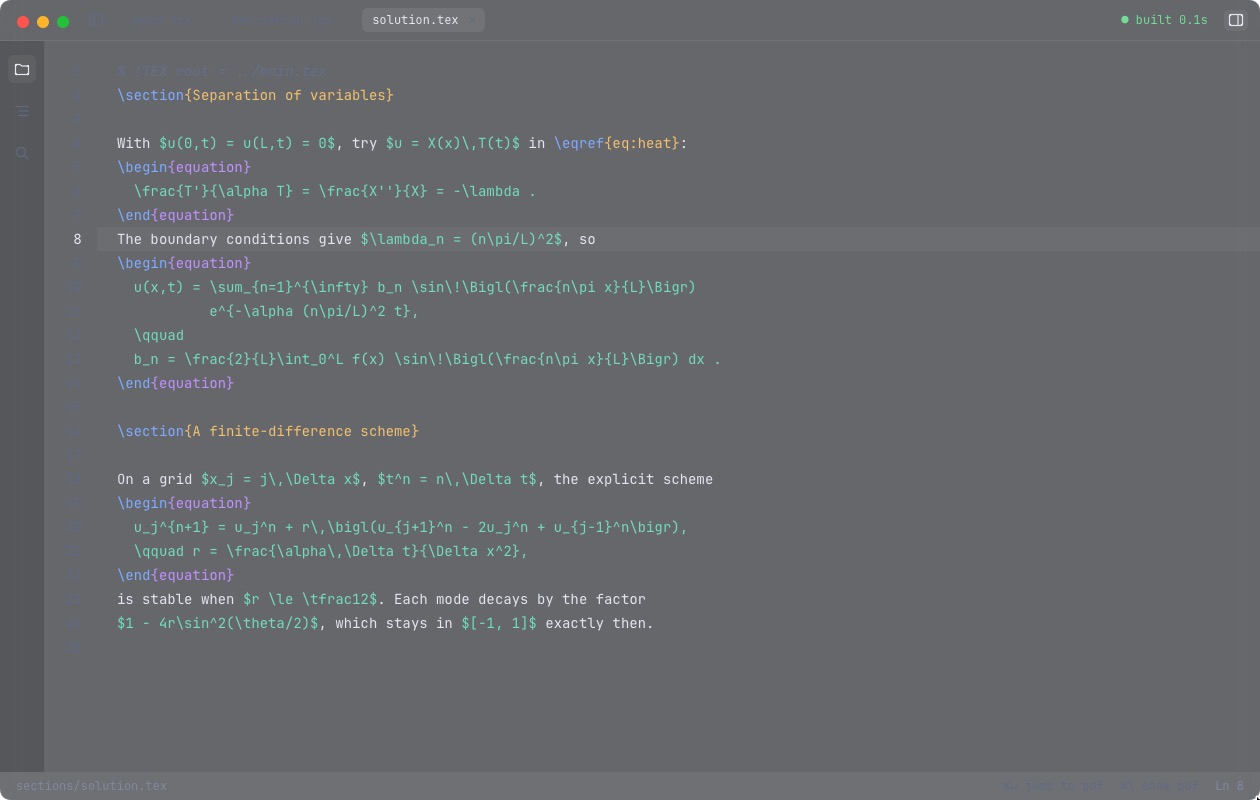 solution.tex
built 0.1s
% !TEX root = ../main.tex
\section{Separation of variables}
With $u(0,t) = u(L,t) = 0$, try $u = X(x)\,T(t)$ in \eqref{eq:heat}:
\begin{equation}
\frac{T'}{\alpha T} = \frac{X''}{X} = -\lambda .
\end{equation}
8 The boundary conditions give $\lambda_n = (n\pi/L)^2$, so
\begin{equation}
u(x,t) = \sum_{n=1}^{\infty} b_n \sin\!\Bigl(\frac{n\pi x}{L}\Bigr)
e^{-\alpha (n\pi/L)^2 t},
\qquad
b_n = \frac{2}{L}\int_0^L f(x) \sin\!\Bigl(\frac{n\pi x}{L}\Bigr) dx .
\end{equation}
\section{A finite-difference scheme}
On a grid $x_j = j\,\Delta x$, $t^n = n\,\Delta t$, the explicit scheme
\begin{equation}
u_j^{n+1} = u_j^n + r\,\bigl(u_{j+1}^n - 2u_j^n + u_{j-1}^n\bigr),
\qquad r = \frac{\alpha\,\Delta t}{\Delta x^2},
\end{equation}
is stable when $r \le \tfrac12$. Each mode decays by the factor
$1 - 4r\sin^2(\theta/2)$, which stays in $[-1, 1]$ exactly then.
sections/solution.tex
Ln 8